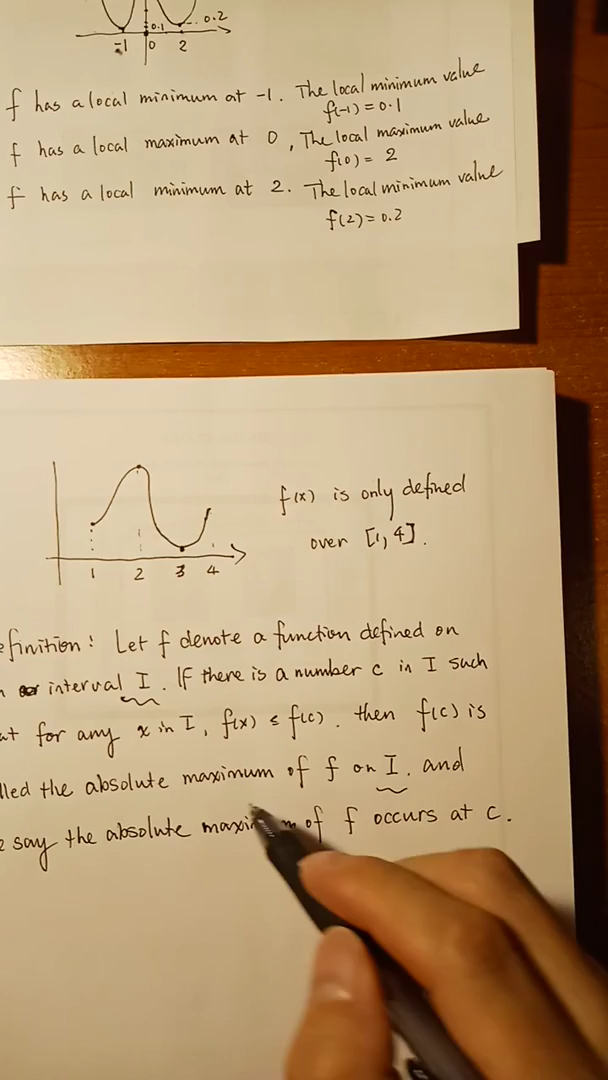 0.1 0.2
-1 0 2
f has a local minimum at -1. The local minimum value
f(-1) = 0.1
f has a local maximum at 0, The local maximum value
f(0) = 2
f has a local minimum at 2. The local minimum value
f(2) = 0.2
f(x) is only defined
over [1,4].
1 2 3 4
efinition: Let f denote a function defined on
n interval I. If there is a number c in I such
at for any x in I, f(x) ≤ f(c). then f(c) is
lled the absolute maximum of f on I. and
e say the absolute maxi m of f occurs at c.